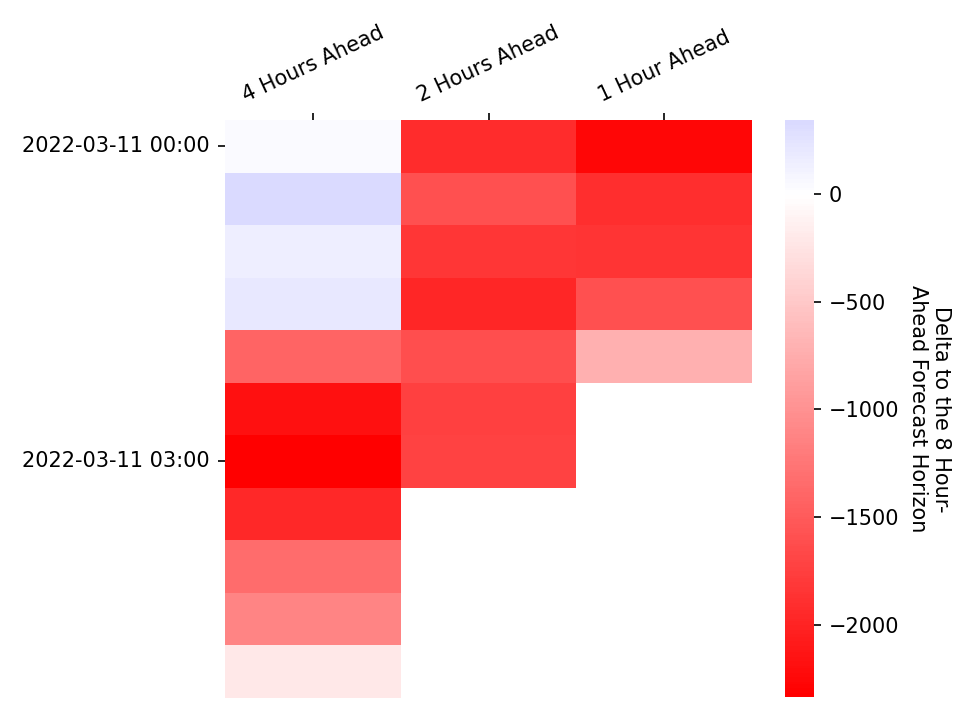 4 Hours Ahead
2 Hours Ahead
1 Hour Ahead
2022-03-11 00:00
2022-03-11 03:00
0
−500
−1000
−1500
−2000
Delta to the 8 Hour-
Ahead Forecast Horizon